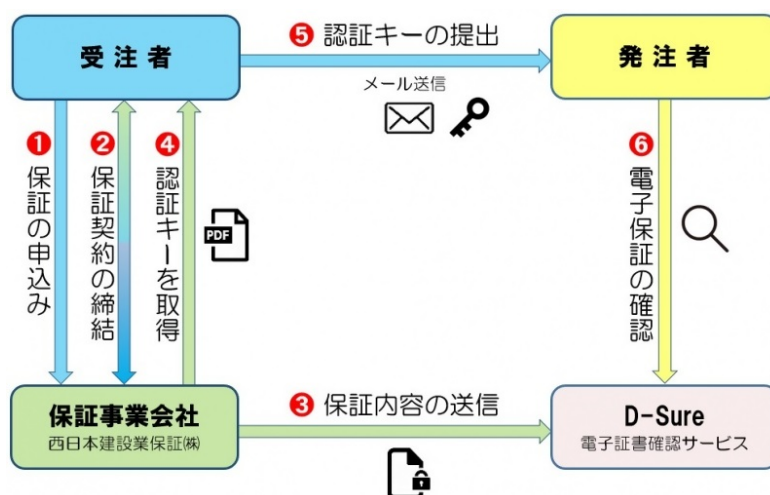 ❺ 認証キーの提出
受注者
発注者
メール送信
❶ 保証の申込み
❷ 保証契約の締結
❹ 認証キーを取得
PDF
❻ 電子保証の確認
保証事業会社
西日本建設業保証㈱
❸ 保証内容の送信
D-Sure
電子証書確認サービス